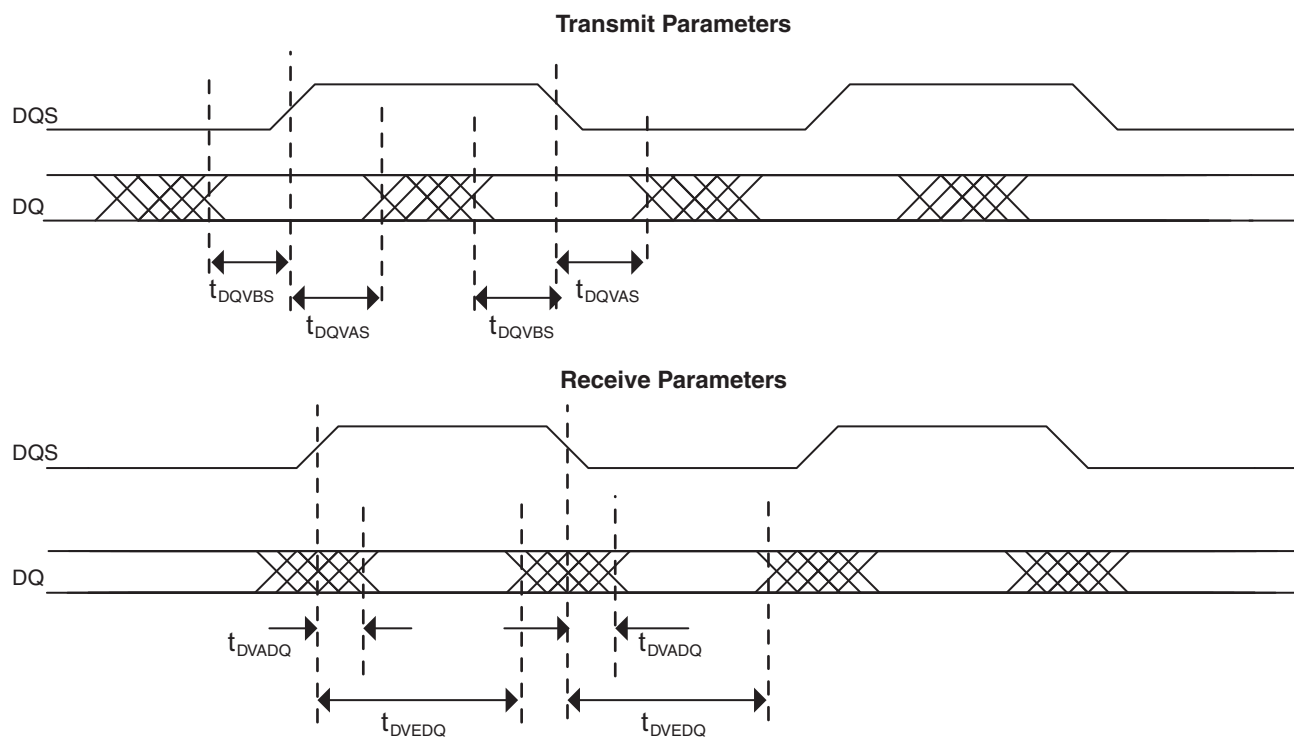 Transmit Parameters
DQS
DQ
tDQVBS
tDQVAS
tDQVAS
tDQVBS
Receive Parameters
DQS
DQ
tDVADQ
tDVADQ
tDVEDQ
tDVEDQ